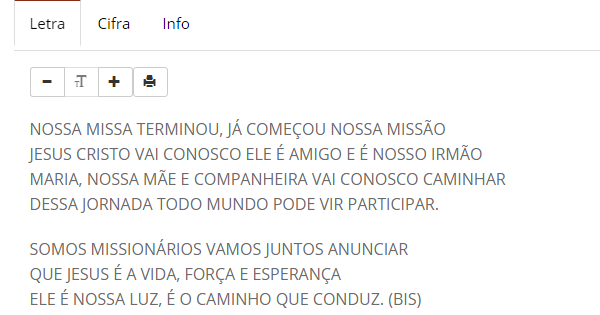 Letra Cifra Info
NOSSA MISSA TERMINOU, JÁ COMEÇOU NOSSA MISSÃO
JESUS CRISTO VAI CONOSCO ELE É AMIGO E É NOSSO IRMÃO
MARIA, NOSSA MÃE E COMPANHEIRA VAI CONOSCO CAMINHAR
DESSA JORNADA TODO MUNDO PODE VIR PARTICIPAR.
SOMOS MISSIONÁRIOS VAMOS JUNTOS ANUNCIAR
QUE JESUS É A VIDA, FORÇA E ESPERANÇA
ELE É NOSSA LUZ, É O CAMINHO QUE CONDUZ. (BIS)